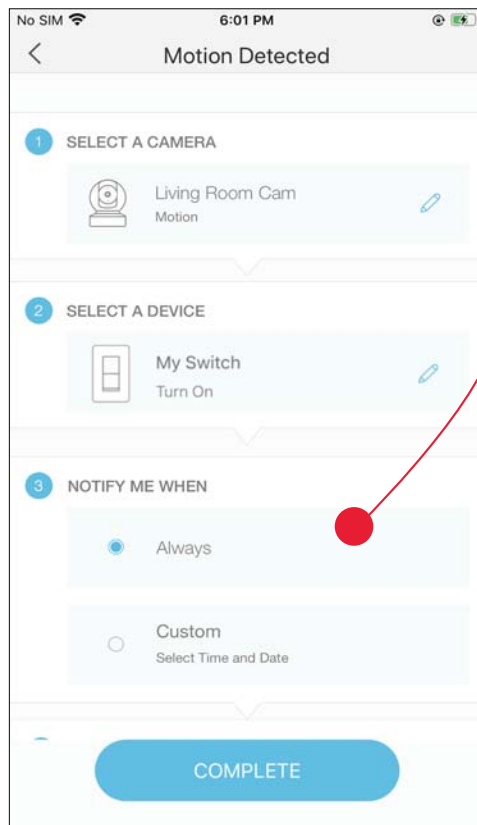 No SIM 6:01 PM
Motion Detected
1 SELECT A CAMERA
Living Room Cam
Motion
2 SELECT A DEVICE
My Switch
Turn On
3 NOTIFY ME WHEN
Always
Custom
Select Time and Date
COMPLETE